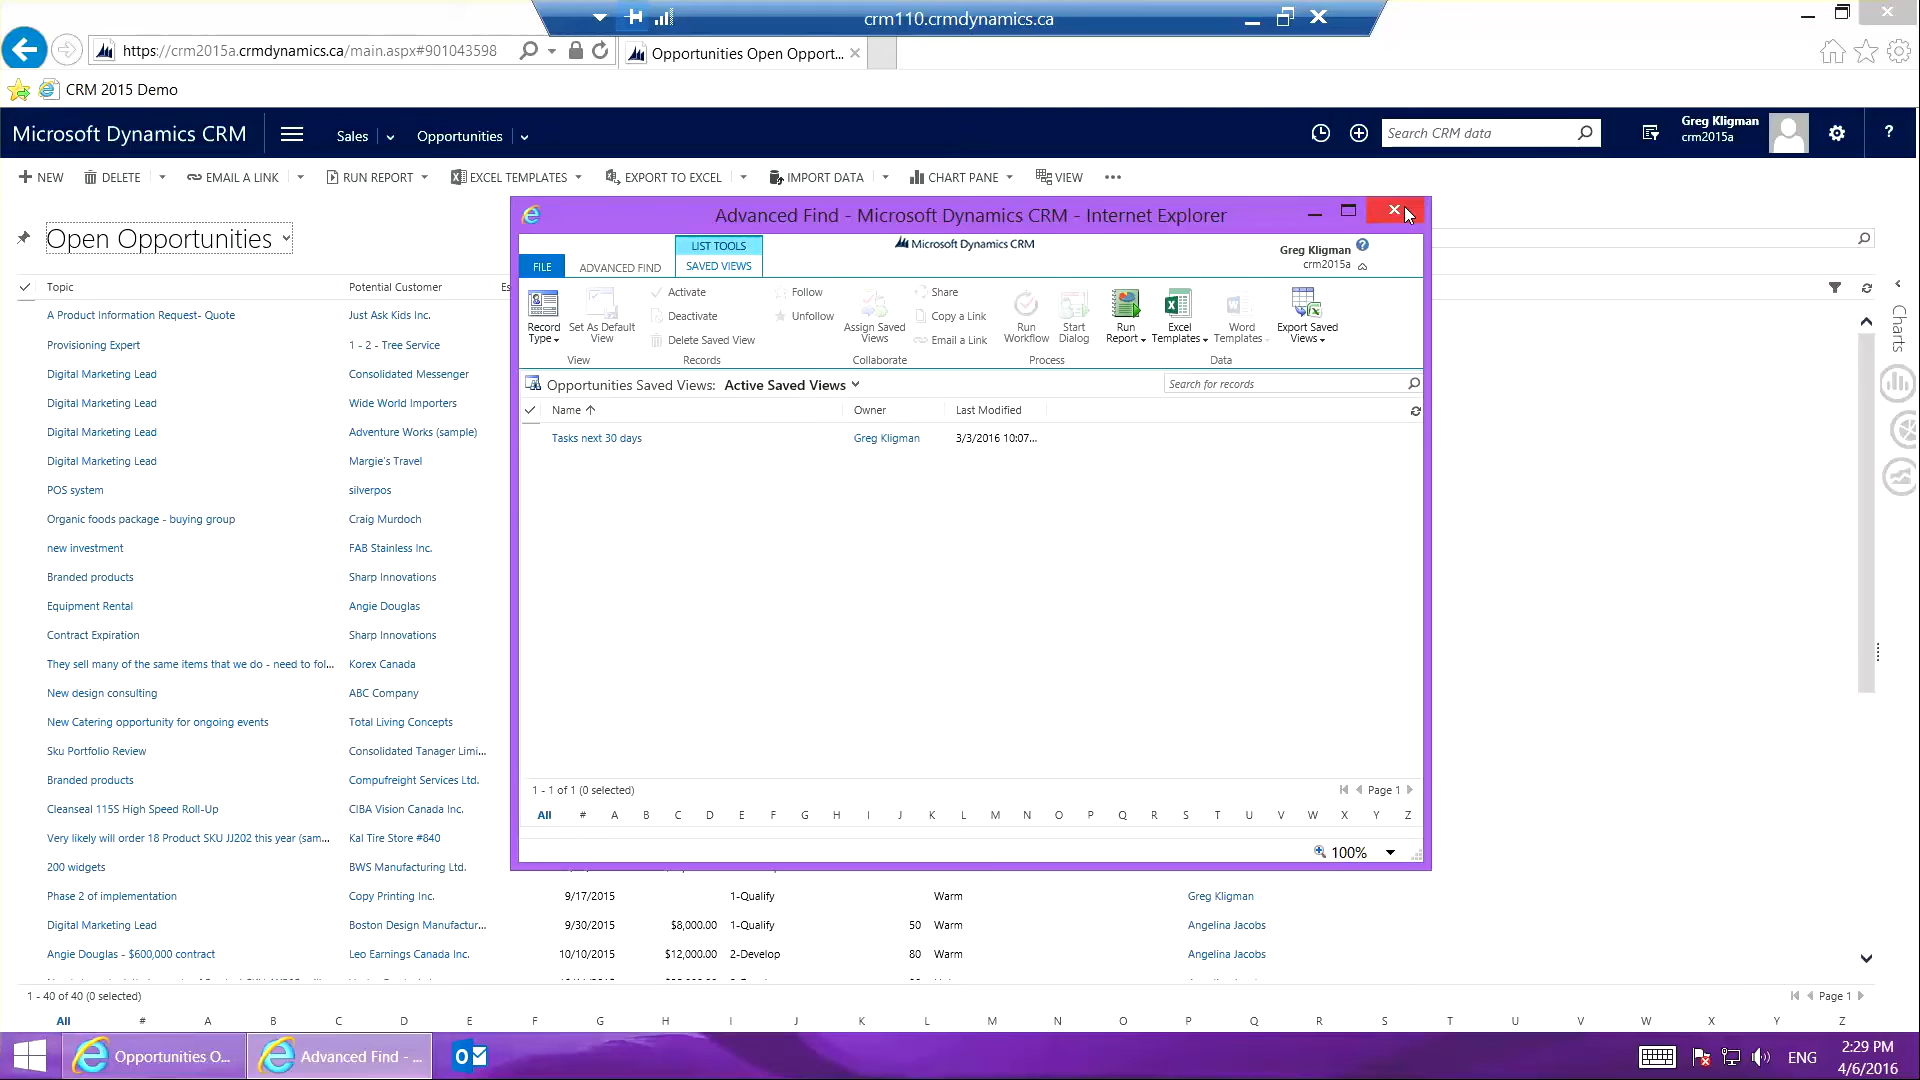 crm110.crmdynamics.ca
https://crm2015a.crmdynamics.ca/main.aspx#901043598
Opportunities Open Opport...
CRM 2015 Demo
Microsoft Dynamics CRM
Sales
Opportunities
Search CRM data
Greg Kligman
crm2015a
?
NEW
DELETE
EMAIL A LINK
RUN REPORT
EXCEL TEMPLATES
EXPORT TO EXCEL
IMPORT DATA
CHART PANE
VIEW
Open Opportunities
Topic Potential Customer Es
A Product Information Request- Quote Just Ask Kids Inc.
Provisioning Expert 1 - 2 - Tree Service
Digital Marketing Lead Consolidated Messenger
Digital Marketing Lead Wide World Importers
Digital Marketing Lead Adventure Works (sample)
Digital Marketing Lead Margie's Travel
POS system silverpos
Organic foods package - buying group Craig Murdoch
new investment FAB Stainless Inc.
Branded products Sharp Innovations
Equipment Rental Angie Douglas
Contract Expiration Sharp Innovations
They sell many of the same items that we do - need to fol... Korex Canada
New design consulting ABC Company
New Catering opportunity for ongoing events Total Living Concepts
Sku Portfolio Review Consolidated Tanager Limi...
Branded products Compufreight Services Ltd.
Cleanseal 115S High Speed Roll-Up CIBA Vision Canada Inc.
Very likely will order 18 Product SKU JJ202 this year (sam... Kal Tire Store #840
200 widgets BWS Manufacturing Ltd.
Phase 2 of implementation Copy Printing Inc. 9/17/2015 1-Qualify Warm Greg Kligman
Digital Marketing Lead Boston Design Manufactur... 9/30/2015 $8,000.00 1-Qualify 50 Warm Angelina Jacobs
Angie Douglas - $600,000 contract Leo Earnings Canada Inc. 10/10/2015 $12,000.00 2-Develop 80 Warm Angelina Jacobs
1 - 40 of 40 (0 selected)
Page 1
All # A B C D E F G H I J K L M N O P Q R S T U V W X Y Z
Charts
Advanced Find - Microsoft Dynamics CRM - Internet Explorer
LIST TOOLS
Microsoft Dynamics CRM
Greg Kligman
crm2015a
FILE
ADVANCED FIND
SAVED VIEWS
Record
Type
Set As Default
View
View
Activate
Deactivate
Delete Saved View
Records
Follow
Unfollow
Assign Saved
Views
Share
Copy a Link
Email a Link
Collaborate
Run
Workflow
Start
Dialog
Process
Run
Report
Excel
Templates
Word
Templates
Export Saved
Views
Data
Opportunities Saved Views: Active Saved Views
Search for records
Name Owner Last Modified
Tasks next 30 days Greg Kligman 3/3/2016 10:07...
1 - 1 of 1 (0 selected)
Page 1
All # A B C D E F G H I J K L M N O P Q R S T U V W X Y Z
100%
Opportunities O...
Advanced Find - ...
ENG
2:29 PM
4/6/2016